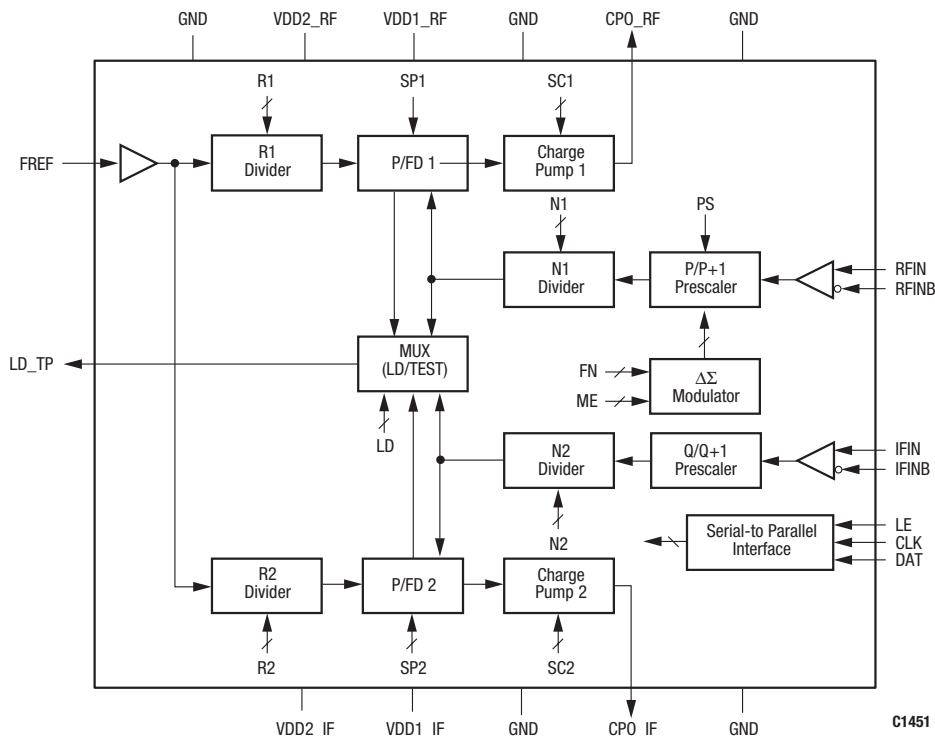 GND
VDD2_RF
VDD1_RF
GND
CPO_RF
GND
R1
SP1
SC1
FREF
R1
Divider
P/FD 1
Charge
Pump 1
N1
PS
N1
Divider
P/P+1
Prescaler
RFIN
RFINB
LD_TP
MUX
(LD/TEST)
FN
ME
ΔΣ
Modulator
LD
N2
Divider
Q/Q+1
Prescaler
IFIN
IFINB
N2
Serial-to Parallel
Interface
LE
CLK
DAT
R2
Divider
P/FD 2
Charge
Pump 2
R2
SP2
SC2
VDD2_IF
VDD1_IF
GND
CPO_IF
GND
C1451